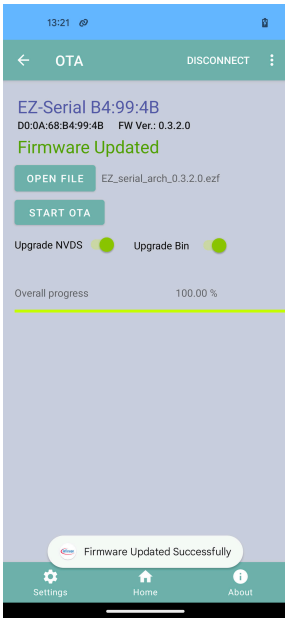 13:21
OTA
DISCONNECT
EZ-Serial B4:99:4B
D0:0A:68:B4:99:4B FW Ver.: 0.3.2.0
Firmware Updated
OPEN FILE EZ_serial_arch_0.3.2.0.ezf
START OTA
Upgrade NVDS Upgrade Bin
Overall progress 100.00 %
Firmware Updated Successfully
Settings Home About